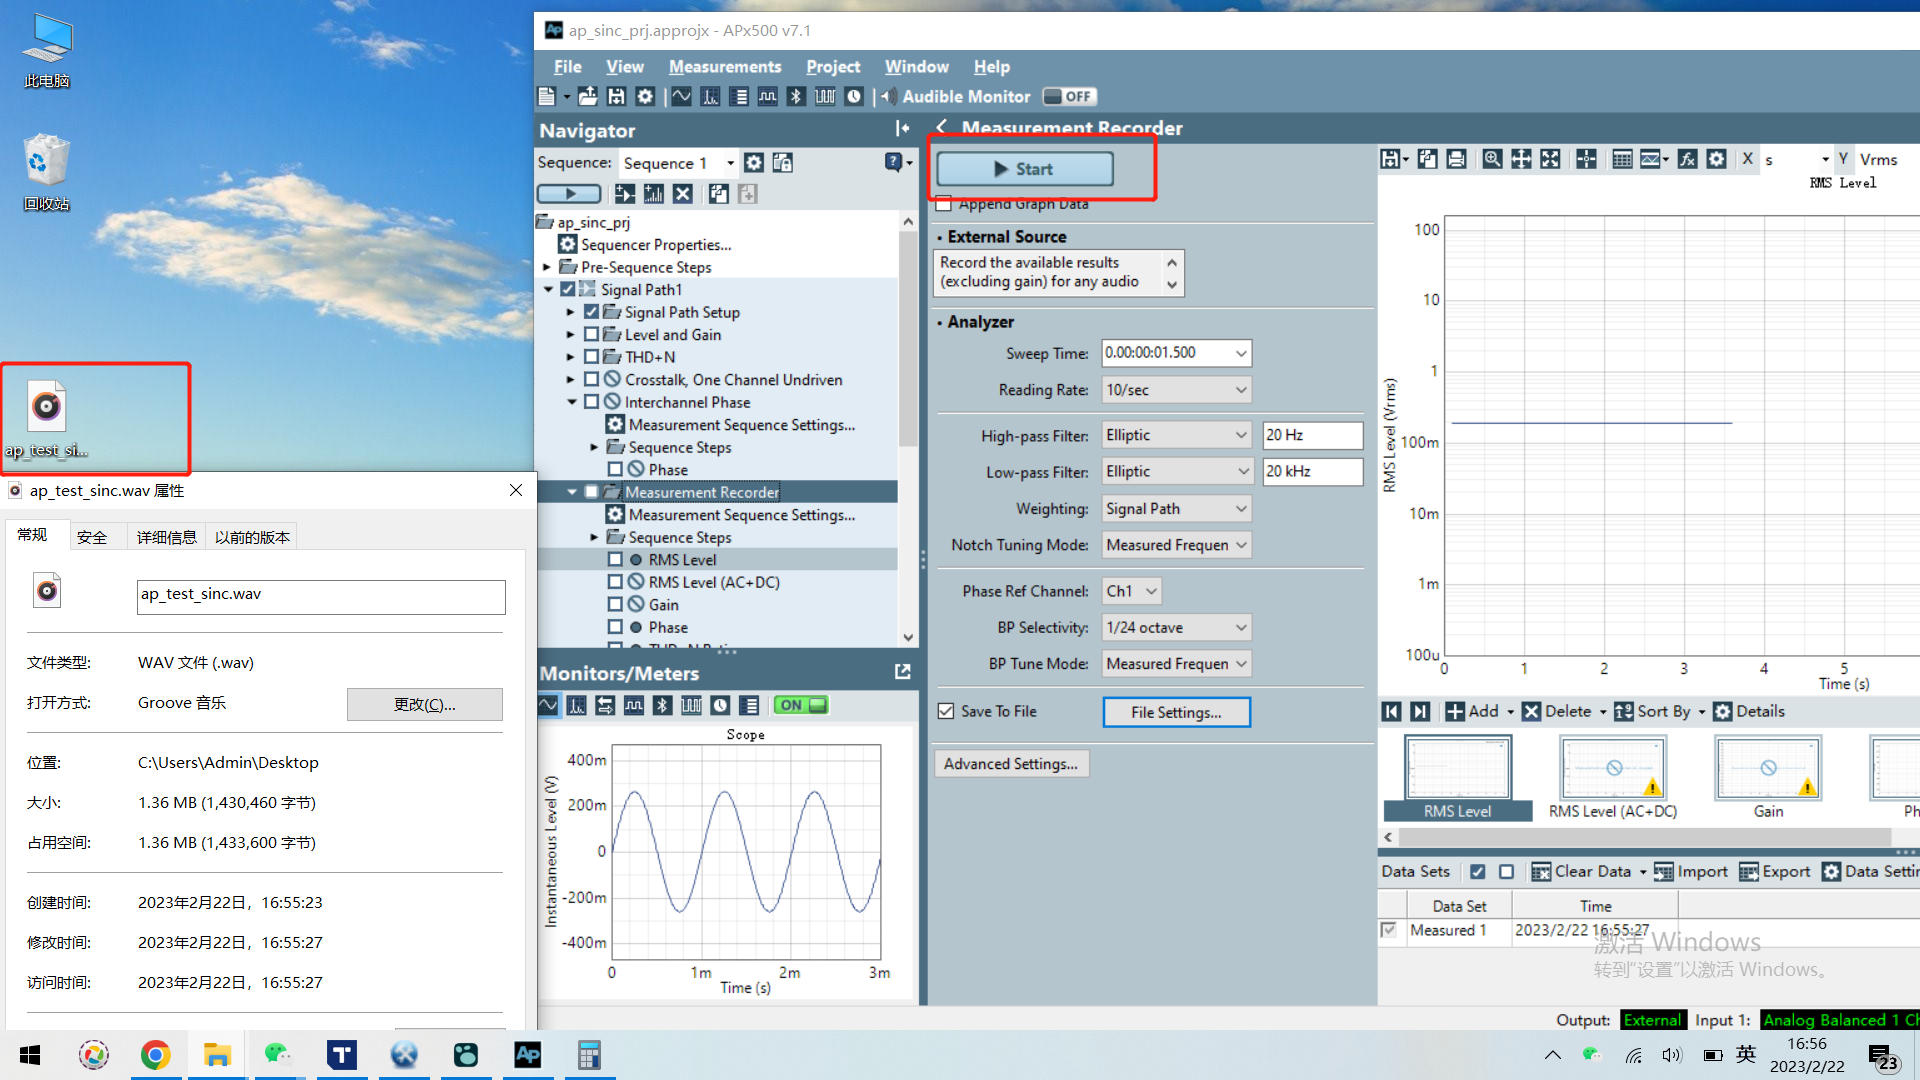 此电脑
回收站
ap_test_si...
ap_sinc_prj.approjx - APx500 v7.1
File View Measurements Project Window Help
Audible Monitor OFF
Navigator
Sequence: Sequence 1
ap_sinc_prj
Sequencer Properties...
Pre-Sequence Steps
Signal Path1
Signal Path Setup
Level and Gain
THD+N
Crosstalk, One Channel Undriven
Interchannel Phase
Measurement Sequence Settings...
Sequence Steps
Phase
Measurement Recorder
Measurement Sequence Settings...
Sequence Steps
RMS Level
RMS Level (AC+DC)
Gain
Phase
Monitors/Meters
ON
Scope
Instantaneous Level (V)
400m
200m
0
-200m
-400m
0 1m 2m 3m
Time (s)
Measurement Recorder
Start
Append Graph Data
External Source
Record the available results
(excluding gain) for any audio
Analyzer
Sweep Time: 0.00:00:01.500
Reading Rate: 10/sec
High-pass Filter: Elliptic 20 Hz
Low-pass Filter: Elliptic 20 kHz
Weighting: Signal Path
Notch Tuning Mode: Measured Frequen
Phase Ref Channel: Ch1
BP Selectivity: 1/24 octave
BP Tune Mode: Measured Frequen
Save To File File Settings...
Advanced Settings...
X s Y Vrms
RMS Level
RMS Level (Vrms)
100
10
1
100m
10m
1m
100u
0 1 2 3 4 5
Time (s)
Add Delete Sort By Details
RMS Level RMS Level (AC+DC) Gain Ph
Data Sets Clear Data Import Export Data Settin
Data Set Time
Measured 1 2023/2/22 16:55:27
激活 Windows
转到"设置"以激活 Windows。
Output: External Input 1: Analog Balanced 1 Ch
ap_test_sinc.wav 属性
常规 安全 详细信息 以前的版本
ap_test_sinc.wav
文件类型: WAV 文件 (.wav)
打开方式: Groove 音乐 更改(C)...
位置: C:\Users\Admin\Desktop
大小: 1.36 MB (1,430,460 字节)
占用空间: 1.36 MB (1,433,600 字节)
创建时间: 2023年2月22日，16:55:23
修改时间: 2023年2月22日，16:55:27
访问时间: 2023年2月22日，16:55:27
英
16:56
2023/2/22
23